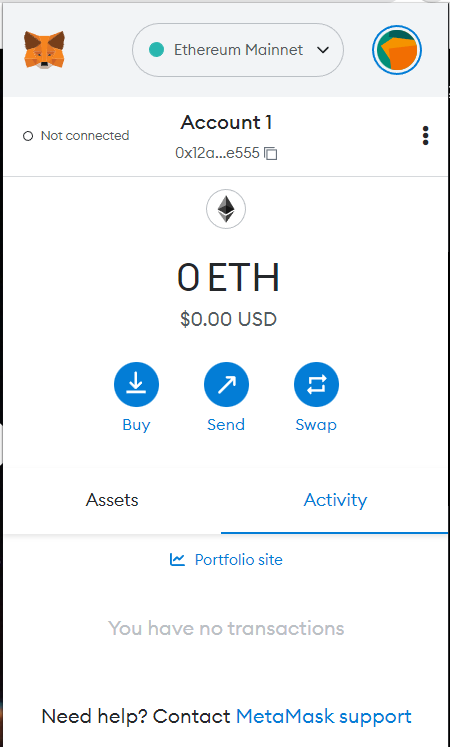 Ethereum Mainnet
Not connected
Account 1
0x12a...e555
0 ETH
$0.00 USD
Buy Send Swap
Assets Activity
Portfolio site
You have no transactions
Need help? Contact MetaMask support